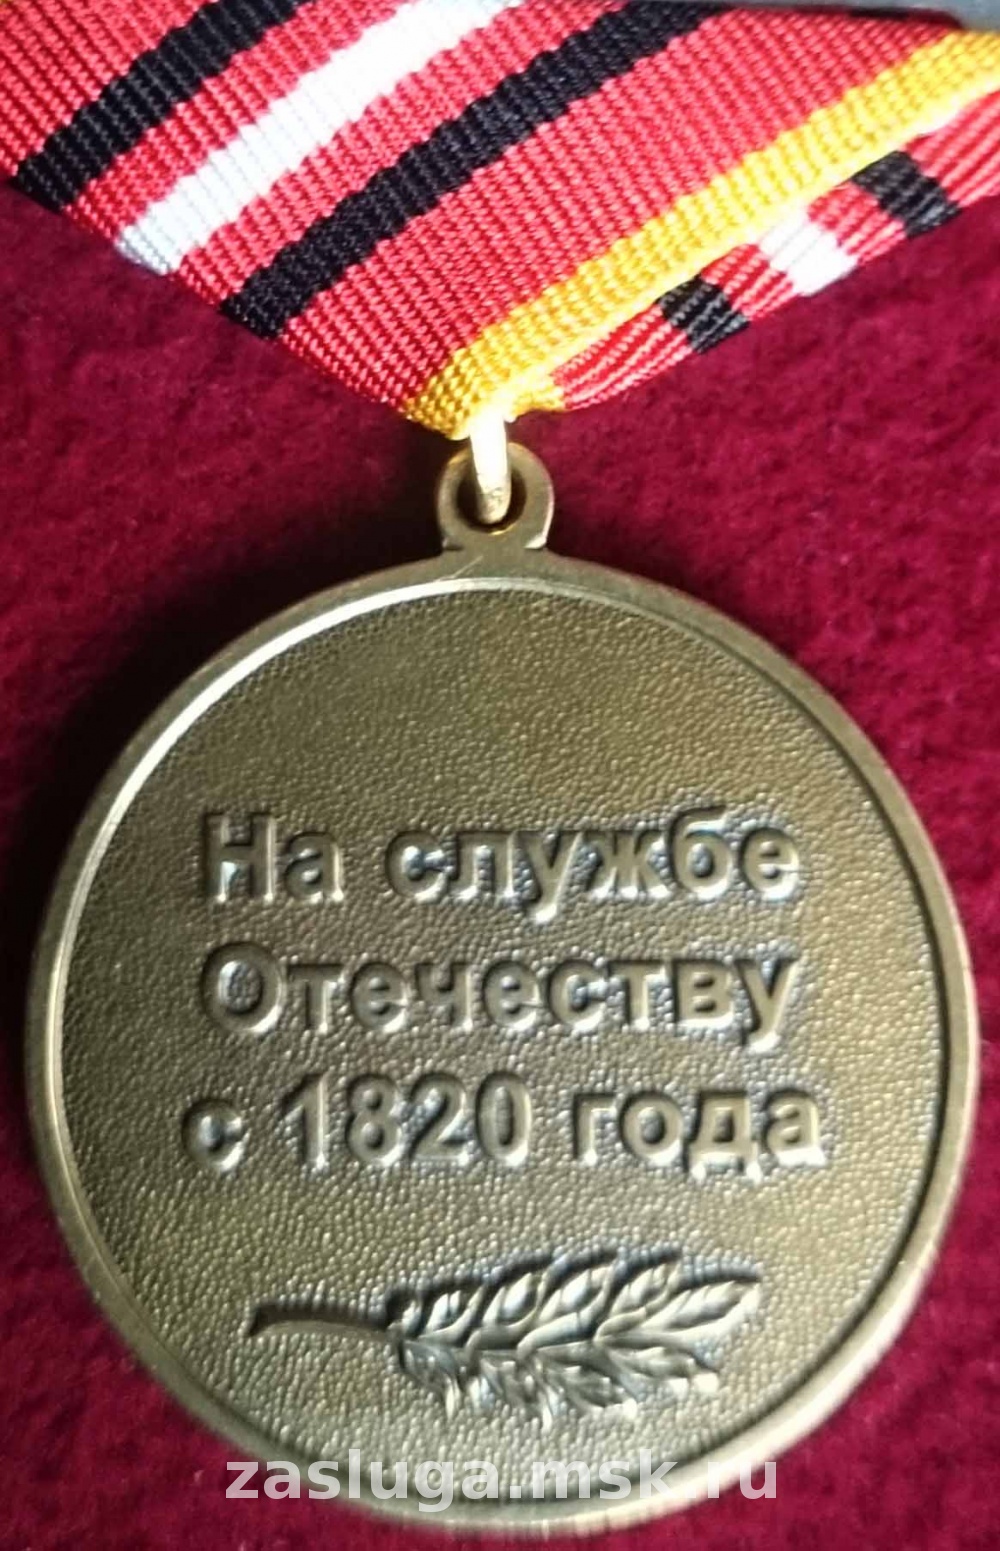 На службе
Отечеству
с 1820 года
zasluga.msk.ru